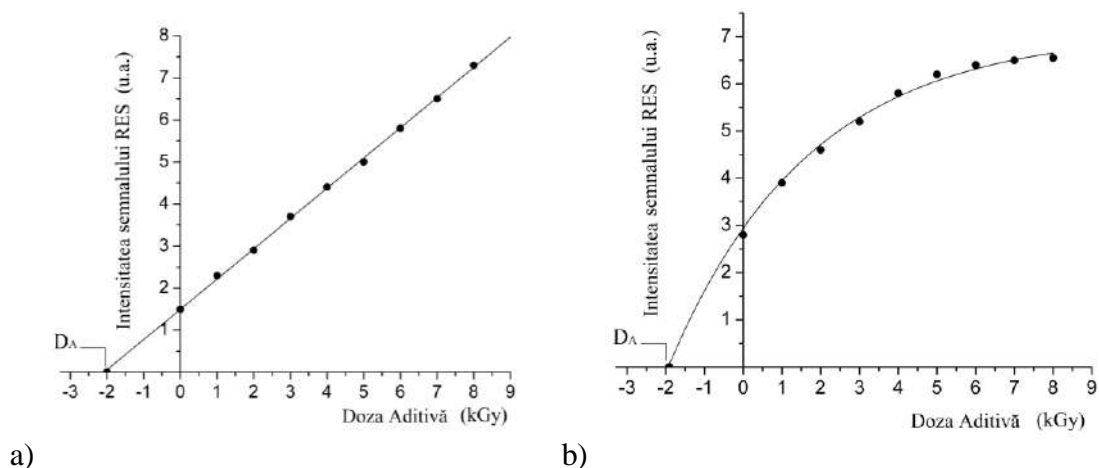 Intensitatea semnalului RES (u.a.)
8
7
6
5
4
3
2
1
DA
-3 -2 -1 0 1 2 3 4 5 6 7 8 9
Doza Aditivă (kGy)
a)
Intensitatea semnalului RES (u.a.)
7
6
5
4
3
2
1
DA
-3 -2 -1 0 1 2 3 4 5 6 7 8 9
Doza Aditivă (kGy)
b)